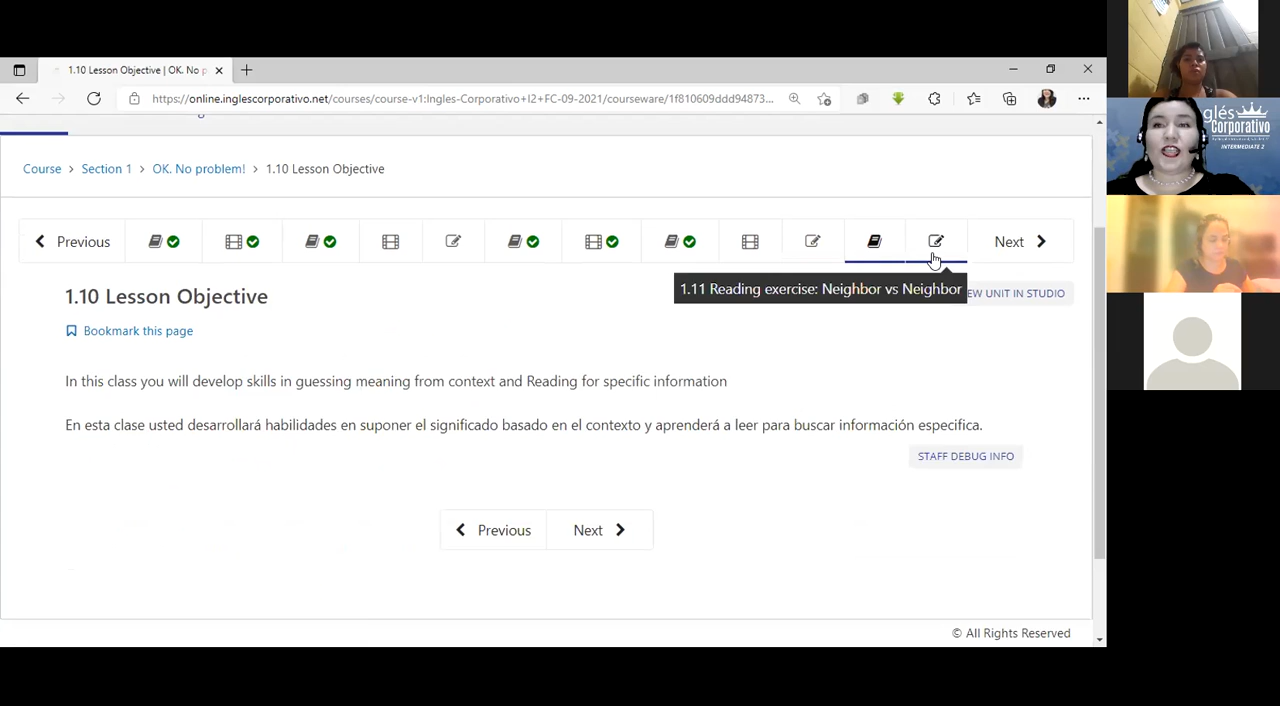 1.10 Lesson Objective | OK. No p
https://online.inglescorporativo.net/courses/course-v1:Ingles-Corporativo+I2+FC-09-2021/courseware/1f810609ddd94873...
Course > Section 1 > OK. No problem! > 1.10 Lesson Objective
Previous
Next
1.11 Reading exercise: Neighbor vs Neighbor
EW UNIT IN STUDIO
1.10 Lesson Objective
Bookmark this page
In this class you will develop skills in guessing meaning from context and Reading for specific information
En esta clase usted desarrollará habilidades en suponer el significado basado en el contexto y aprenderá a leer para buscar información especifica.
STAFF DEBUG INFO
Previous
Next
© All Rights Reserved
glés
Corporativo
INTERMEDIATE 2